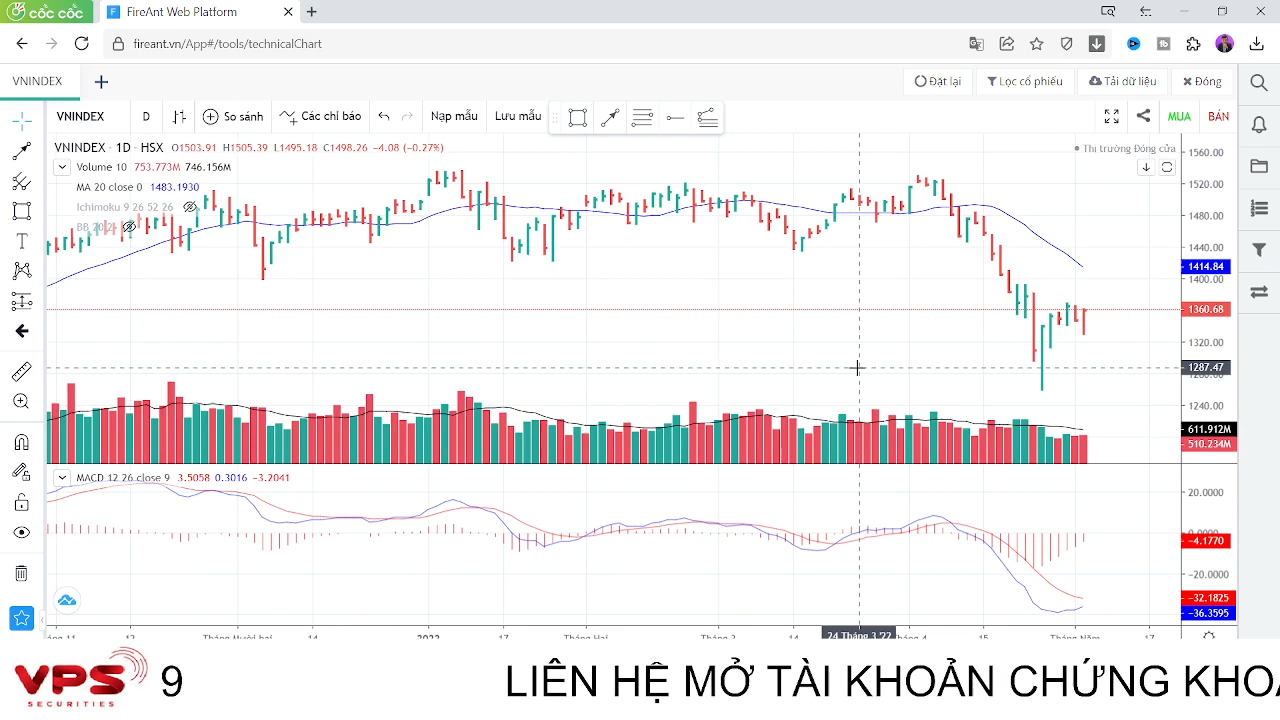 cốc cốc
FireAnt Web Platform
fireant.vn/App#/tools/technicalChart
VNINDEX
Đặt lại
Lọc cổ phiếu
Tải dữ liệu
Đóng
VNINDEX D So sánh Các chỉ báo Nạp mẫu Lưu mẫu MUA BÁN
VNINDEX · 1D · HSX O1503.91 H1505.39 L1495.18 C1498.26 −4.08 (−0.27%)
Thị trường Đóng cửa
Volume 10 753.773M 746.156M
MA 20 close 0 1483.1930
Ichimoku 9 26 52 26
BB 20 2
1560.00
1520.00
1480.00
1440.00
1414.84
1400.00
1360.68
1320.00
1287.47
1240.00
611.912M
510.234M
MACD 12 26 close 9 3.5058 0.3016 −3.2041
20.0000
0.0000
−4.1770
−20.0000
−32.1825
−36.3595
12 Tháng Mười hai 14 2022 17 Tháng Hai 14 Tháng 3 14 24 Tháng 3 '22 15 Tháng Năm 17
VPS
SECURITIES
9
LIÊN HỆ MỞ TÀI KHOẢN CHỨNG KHOÁ